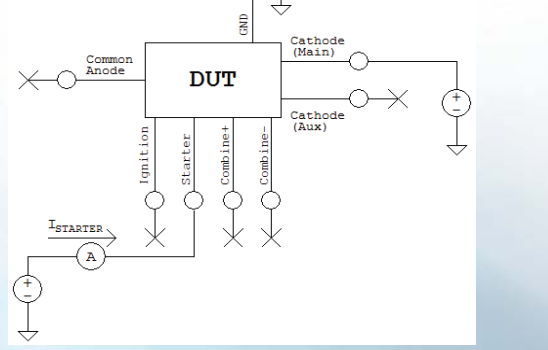 GND
Cathode
(Main)
Common
Anode
DUT
Cathode
(Aux)
Ignition
Starter
Combine+
Combine-
ISTARTER
A
+
-
+
-